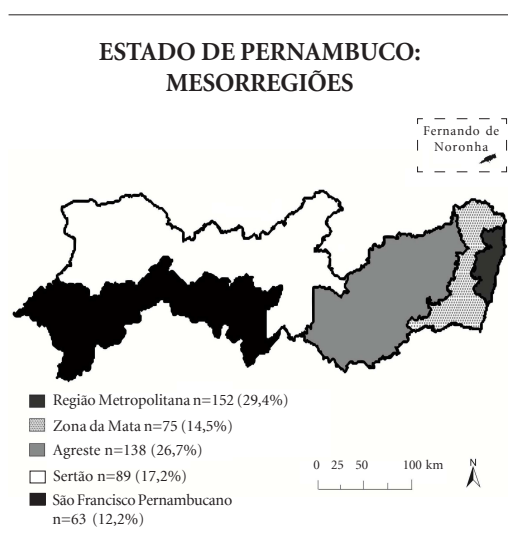 ESTADO DE PERNAMBUCO:
MESORREGIÕES
Fernando de
Noronha
Região Metropolitana n=152 (29,4%)
Zona da Mata n=75 (14,5%)
Agreste n=138 (26,7%)
Sertão n=89 (17,2%)
São Francisco Pernambucano
n=63 (12,2%)
0 25 50 100 km
N